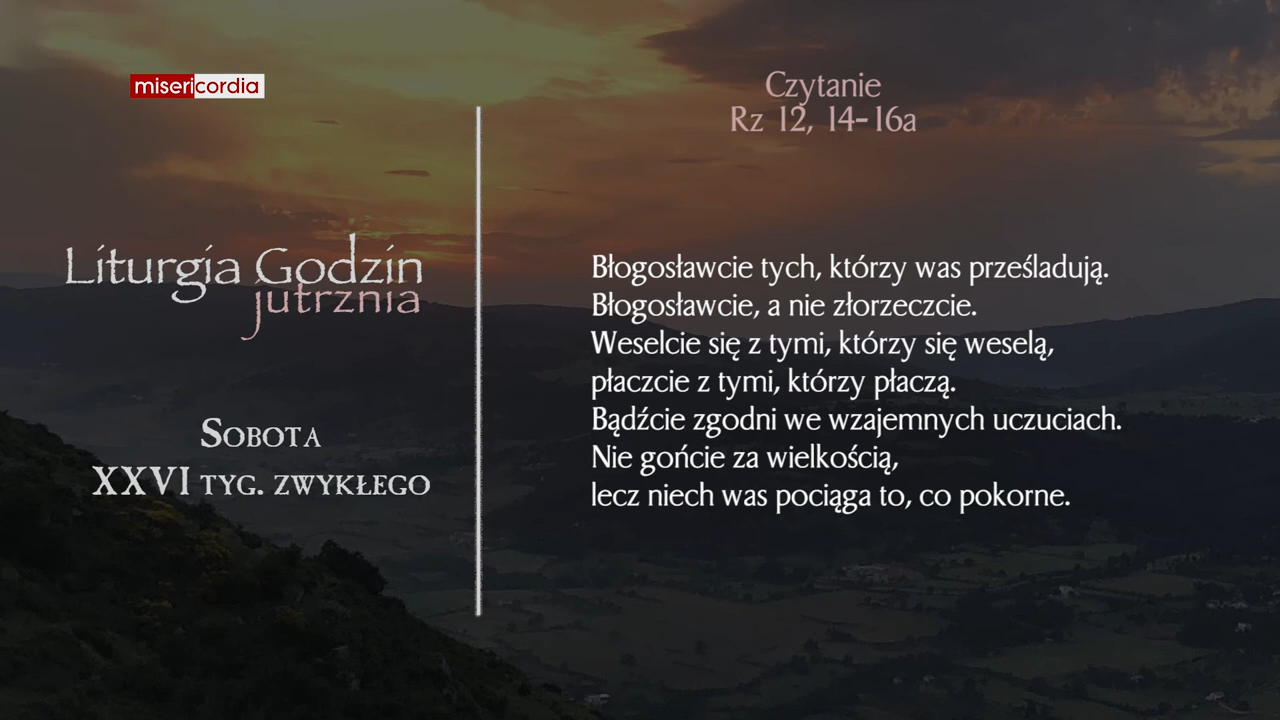 misericordia
Liturgia Godzin
jutrznia
Sobota
XXVI tyg. zwykłego
Czytanie
Rz 12, 14-16a
Błogosławcie tych, którzy was prześladują.
Błogosławcie, a nie złorzeczcie.
Weselcie się z tymi, którzy się weselą,
płaczcie z tymi, którzy płaczą.
Bądźcie zgodni we wzajemnych uczuciach.
Nie gońcie za wielkością,
lecz niech was pociąga to, co pokorne.